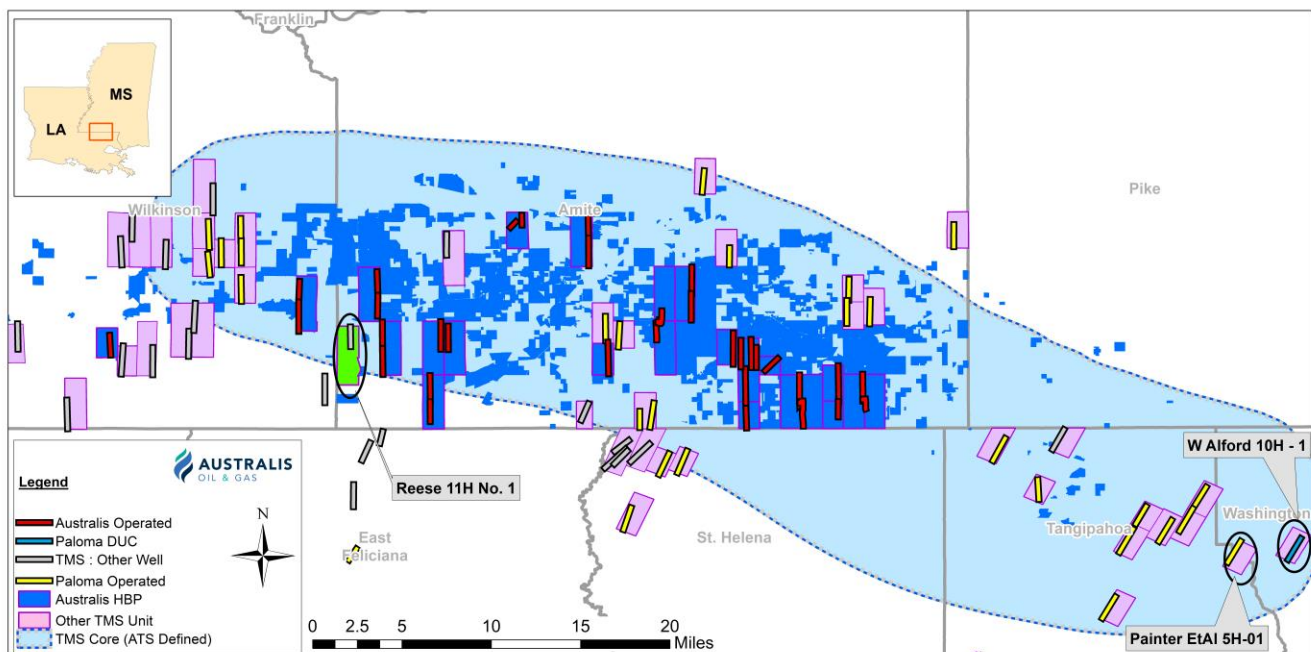 Franklin
MS
LA
Wilkinson
Amite
Pike
W Alford 10H - 1
Reese 11H No. 1
Washington
Tangipahoa
St. Helena
East
Feliciana
Painter EtAl 5H-01
AUSTRALIS
OIL & GAS
Legend
N
Australis Operated
Paloma DUC
TMS : Other Well
Paloma Operated
Australis HBP
Other TMS Unit
TMS Core (ATS Defined)
0 2.5 5 10 15 20
Miles